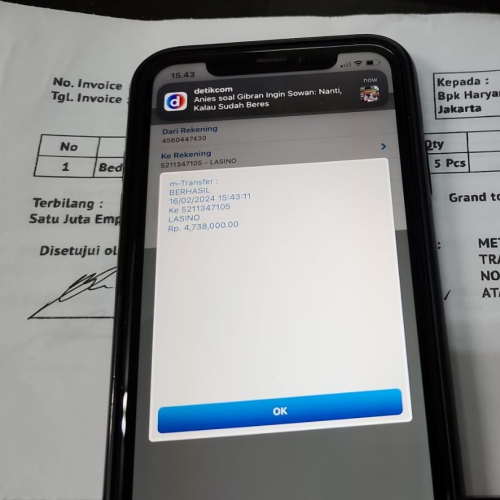 15.43
detikcom
now
Anies soal Gibran Ingin Sowan: Nanti,
Kalau Sudah Beres
Dari Rekening
4560447430
Ke Rekening
5211347105 - LASINO
m-Transfer :
BERHASIL
16/02/2024 15:43:11
Ke 5211347105
LASINO
Rp. 4,738,000.00
OK
No. Invoice
Tgl. Invoice :
No
1 Bed
Terbilang :
Satu Juta Emp
Disetujui ol
Kepada :
Bpk Harya
Jakarta
Qty
5 Pcs
Grand to
: MET
TRA
NO
ATA